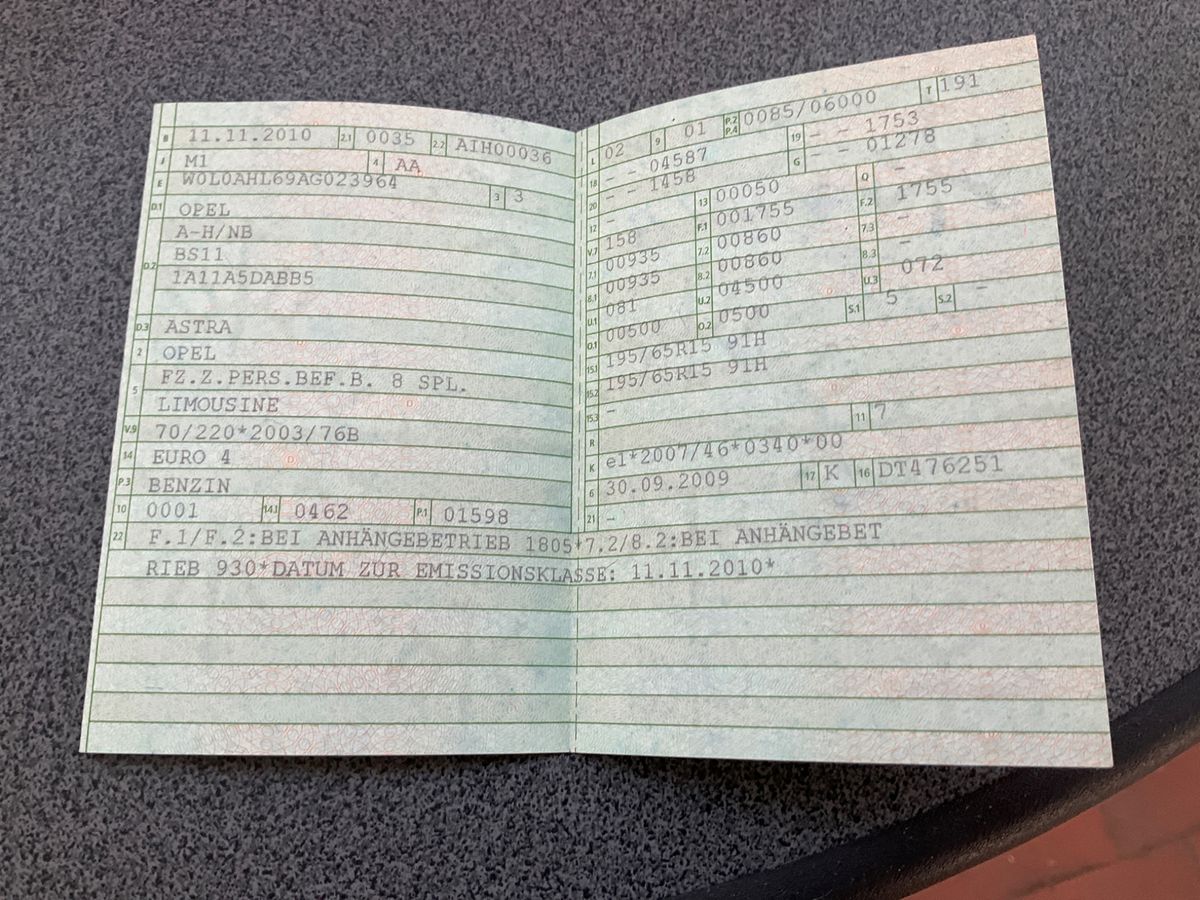 B 11.11.2010 2.1 0035 2.2 AIH00036
J M1 4 AA
E W0L0AHL69AG023964 3 3
D.1 OPEL
A-H/NB
D.2 BS11
1A11A5DABB5
D.3 ASTRA
2 OPEL
5 FZ.Z.PERS.BEF.B. 8 SPL.
LIMOUSINE
V.9 70/220*2003/76B
14 EURO 4
P.3 BENZIN
10 0001 14.1 0462 P.1 01598
L 02 9 01 P.2 P.4 0085/06000 T 191
18 - - 04587 19 - - 1753
20 - 1458 G - - 01278
12 - 13 00050 Q -
V.7 158 F.1 001755 F.2 1755
7.1 00935 7.2 00860 7.3 -
8.1 00935 8.2 00860 8.3 -
U.1 081 U.2 04500 U.3 072
O.1 00500 O.2 0500 S.1 5 S.2 -
15.1 195/65R15 91H
15.2 195/65R15 91H
15.3 -
R 11 7
K e1*2007/46*0340*00
6 30.09.2009 17 K 16 DT476251
21 -
22 F.1/F.2:BEI ANHÄNGEBETRIEB 1805*7.2/8.2:BEI ANHÄNGEBET
RIEB 930*DATUM ZUR EMISSIONSKLASSE: 11.11.2010*